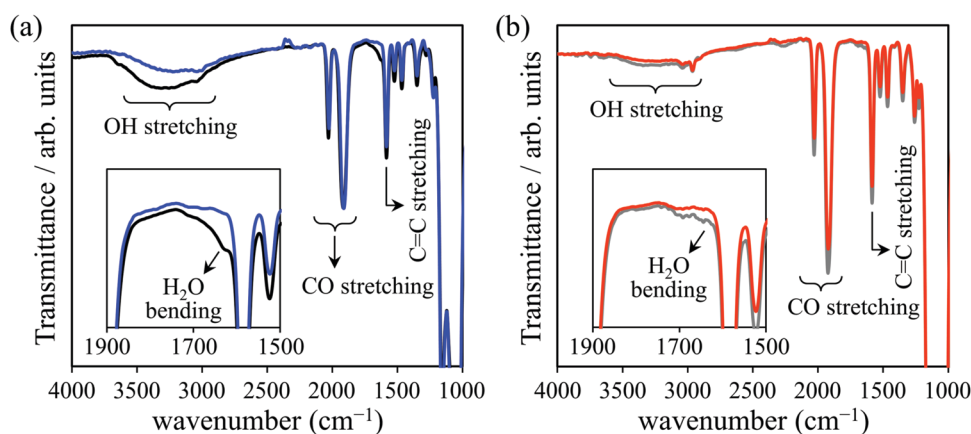 (a)
Transmittance / arb. units
OH stretching
C=C stretching
CO stretching
H₂O
bending
1900
1700
1500
4000
3500
3000
2500
2000
1500
1000
wavenumber (cm⁻¹)
(b)
Transmittance / arb. units
OH stretching
C=C stretching
CO stretching
H₂O
bending
1900
1700
1500
4000
3500
3000
2500
2000
1500
1000
wavenumber (cm⁻¹)